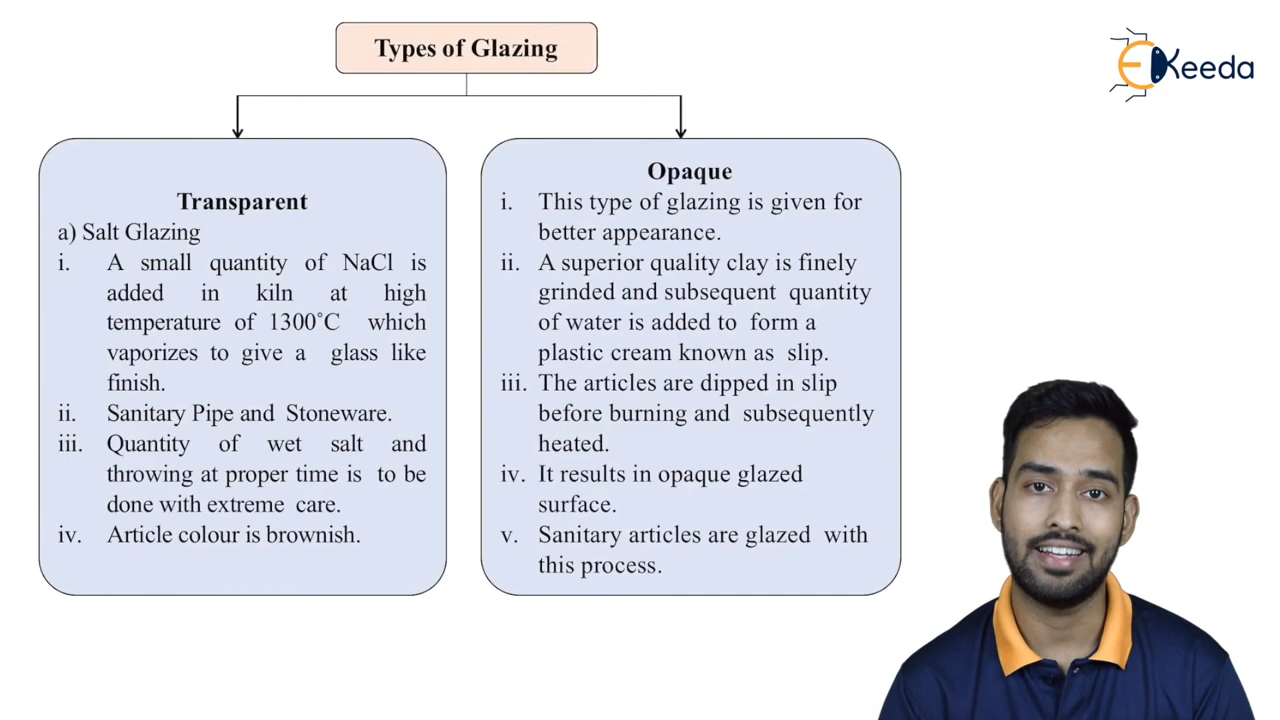 Types of Glazing
EKeeda
Transparent
a) Salt Glazing
i. A small quantity of NaCl is
added in kiln at high
temperature of 1300˚C which
vaporizes to give a glass like
finish.
ii. Sanitary Pipe and Stoneware.
iii. Quantity of wet salt and
throwing at proper time is to be
done with extreme care.
iv. Article colour is brownish.
Opaque
i. This type of glazing is given for
better appearance.
ii. A superior quality clay is finely
grinded and subsequent quantity
of water is added to form a
plastic cream known as slip.
iii. The articles are dipped in slip
before burning and subsequently
heated.
iv. It results in opaque glazed
surface.
v. Sanitary articles are glazed with
this process.